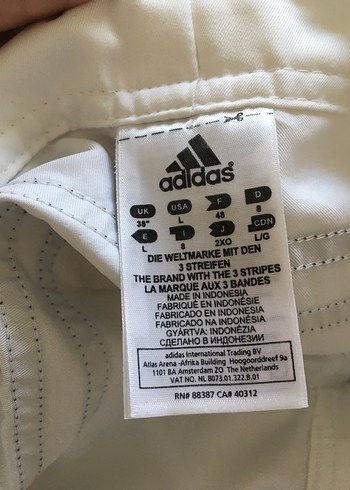 adidas®
UK USA F D
38" L 48 8
E I J CDN
L 8 2XO L/G
DIE WELTMARKE MIT DEN
3 STREIFEN
THE BRAND WITH THE 3 STRIPES
LA MARQUE AUX 3 BANDES
MADE IN INDONESIA
FABRIQUÉ EN INDONÉSIE
FABRICADO EN INDONESIA
FABRICADO NA INDONÉSIA
GYÁRTVA: INDONÉZIA
СДЕЛАНО В ИНДОНЕЗИИ
adidas International Trading BV
Atlas Arena -Afrika Building Hoogoorddreef 9a
1101 BA Amsterdam ZO The Netherlands
VAT NO. NL 8073.01.322.B.01
RN# 88387 CA# 40312